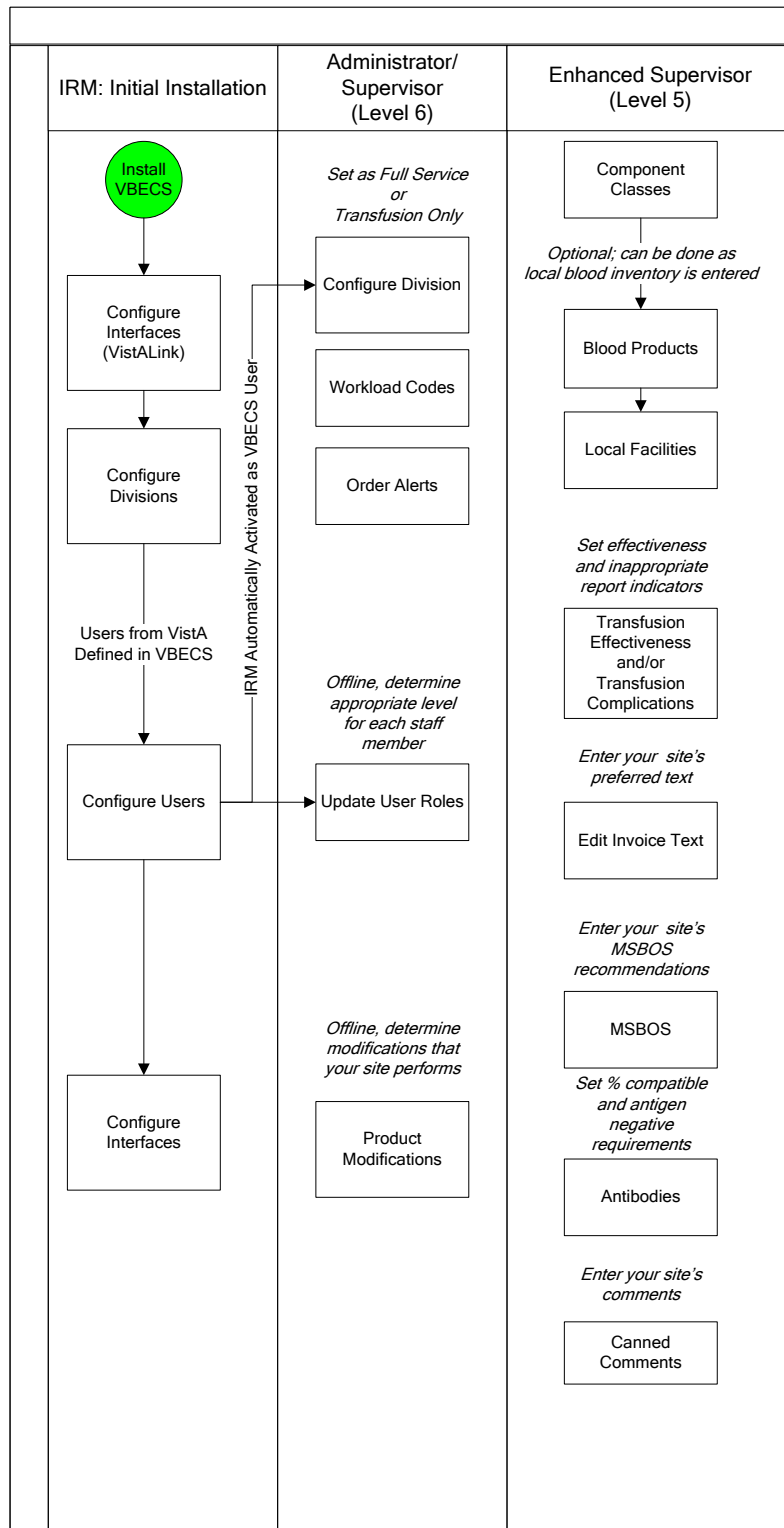 IRM: Initial Installation
Administrator/
Supervisor
(Level 6)
Enhanced Supervisor
(Level 5)
Install
VBECS
Configure
Interfaces
(VistALink)
Configure
Divisions
Users from VistA
Defined in VBECS
Configure Users
Configure
Interfaces
IRM Automatically Activated as VBECS User
Set as Full Service
or
Transfusion Only
Configure Division
Workload Codes
Order Alerts
Offline, determine
appropriate level
for each staff
member
Update User Roles
Offline, determine
modifications that
your site performs
Product
Modifications
Component
Classes
Optional; can be done as
local blood inventory is entered
Blood Products
Local Facilities
Set effectiveness
and inappropriate
report indicators
Transfusion
Effectiveness
and/or
Transfusion
Complications
Enter your site's
preferred text
Edit Invoice Text
Enter your site's
MSBOS
recommendations
MSBOS
Set % compatible
and antigen
negative
requirements
Antibodies
Enter your site's
comments
Canned
Comments